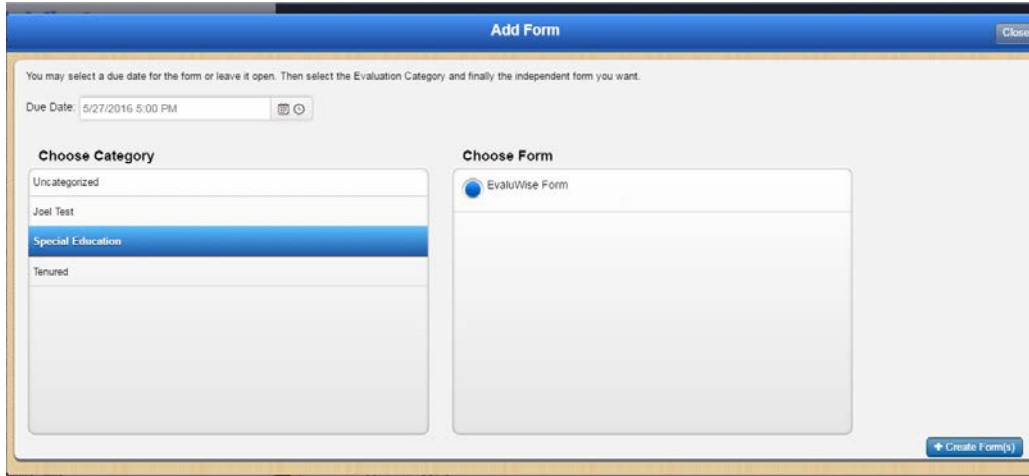 Add Form
Close
You may select a due date for the form or leave it open. Then select the Evaluation Category and finally the independent form you want.
Due Date: 5/27/2016 5:00 PM
Choose Category
Uncategorized
Joel Test
Special Education
Tenured
Choose Form
EvaluWise Form
+ Create Form(s)